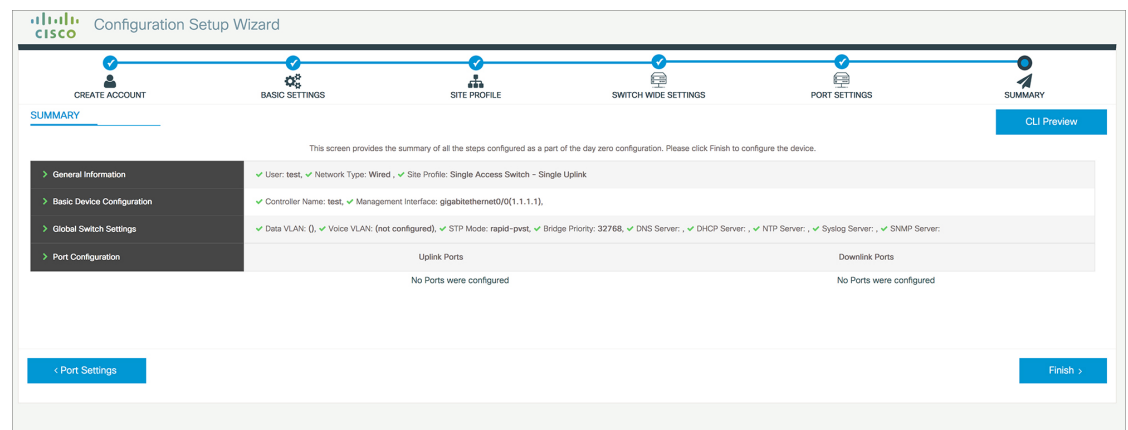 CISCO
Configuration Setup Wizard
CREATE ACCOUNT
BASIC SETTINGS
SITE PROFILE
SWITCH WIDE SETTINGS
PORT SETTINGS
SUMMARY
SUMMARY
CLI Preview
This screen provides the summary of all the steps configured as a part of the day zero configuration. Please click Finish to configure the device.
General Information
User: test, Network Type: Wired , Site Profile: Single Access Switch - Single Uplink
Basic Device Configuration
Controller Name: test, Management Interface: gigabitethernet0/0(1.1.1.1),
Global Switch Settings
Data VLAN: (), Voice VLAN: (not configured), STP Mode: rapid-pvst, Bridge Priority: 32768, DNS Server: , DHCP Server: , NTP Server: , Syslog Server: , SNMP Server:
Port Configuration
Uplink Ports
Downlink Ports
No Ports were configured
No Ports were configured
< Port Settings
Finish >